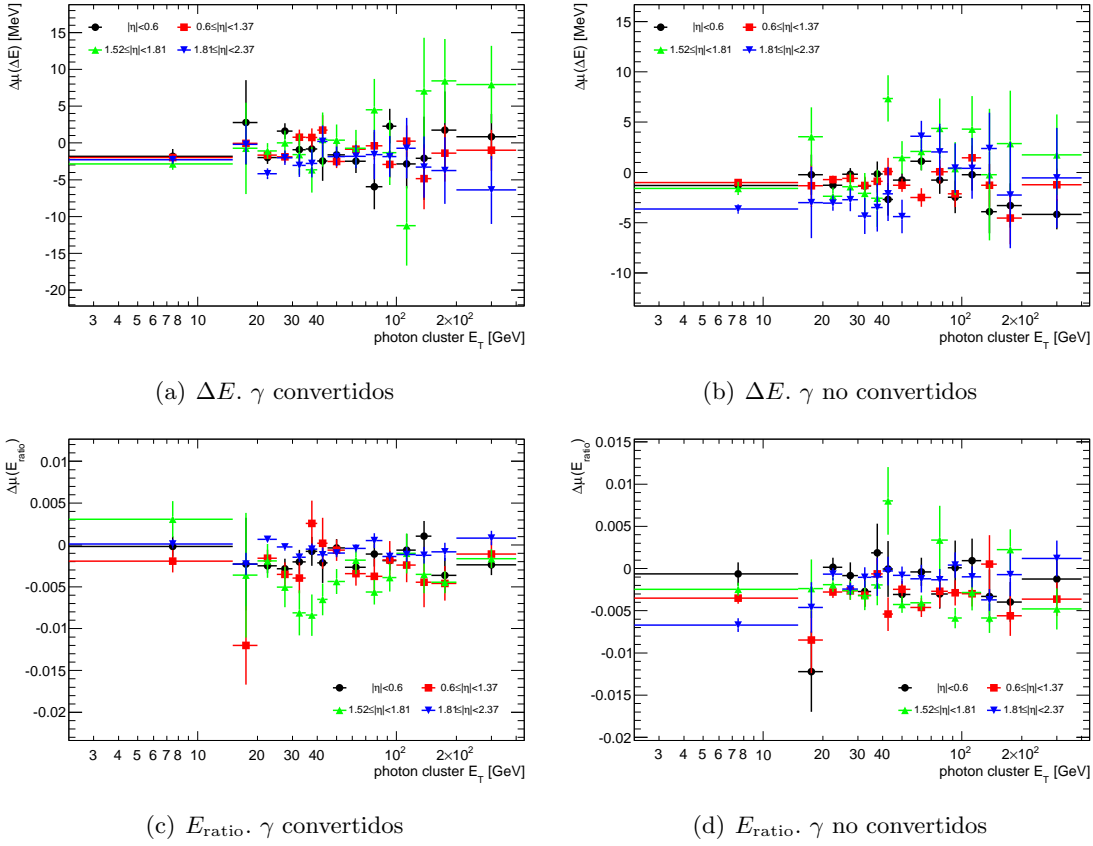 Δμ(ΔE) [MeV]
|η|<0.6 0.6≤|η|<1.37
1.52≤|η|<1.81 1.81≤|η|<2.37
15
10
5
0
−5
−10
−15
−20
3 4 5 6 7 8 10 20 30 40 10² 2×10²
photon cluster E_T [GeV]
(a) ΔE. γ convertidos
Δμ(ΔE) [MeV]
|η|<0.6 0.6≤|η|<1.37
1.52≤|η|<1.81 1.81≤|η|<2.37
15
10
5
0
−5
−10
3 4 5 6 7 8 10 20 30 40 10² 2×10²
photon cluster E_T [GeV]
(b) ΔE. γ no convertidos
Δμ(E_ratio)
0.01
0.005
0
−0.005
−0.01
−0.015
−0.02
|η|<0.6 0.6≤|η|<1.37
1.52≤|η|<1.81 1.81≤|η|<2.37
3 4 5 6 7 8 10 20 30 40 10² 2×10²
photon cluster E_T [GeV]
(c) E_ratio. γ convertidos
Δμ(E_ratio)
0.015
0.01
0.005
0
−0.005
−0.01
−0.015
−0.02
|η|<0.6 0.6≤|η|<1.37
1.52≤|η|<1.81 1.81≤|η|<2.37
3 4 5 6 7 8 10 20 30 40 10² 2×10²
photon cluster E_T [GeV]
(d) E_ratio. γ no convertidos